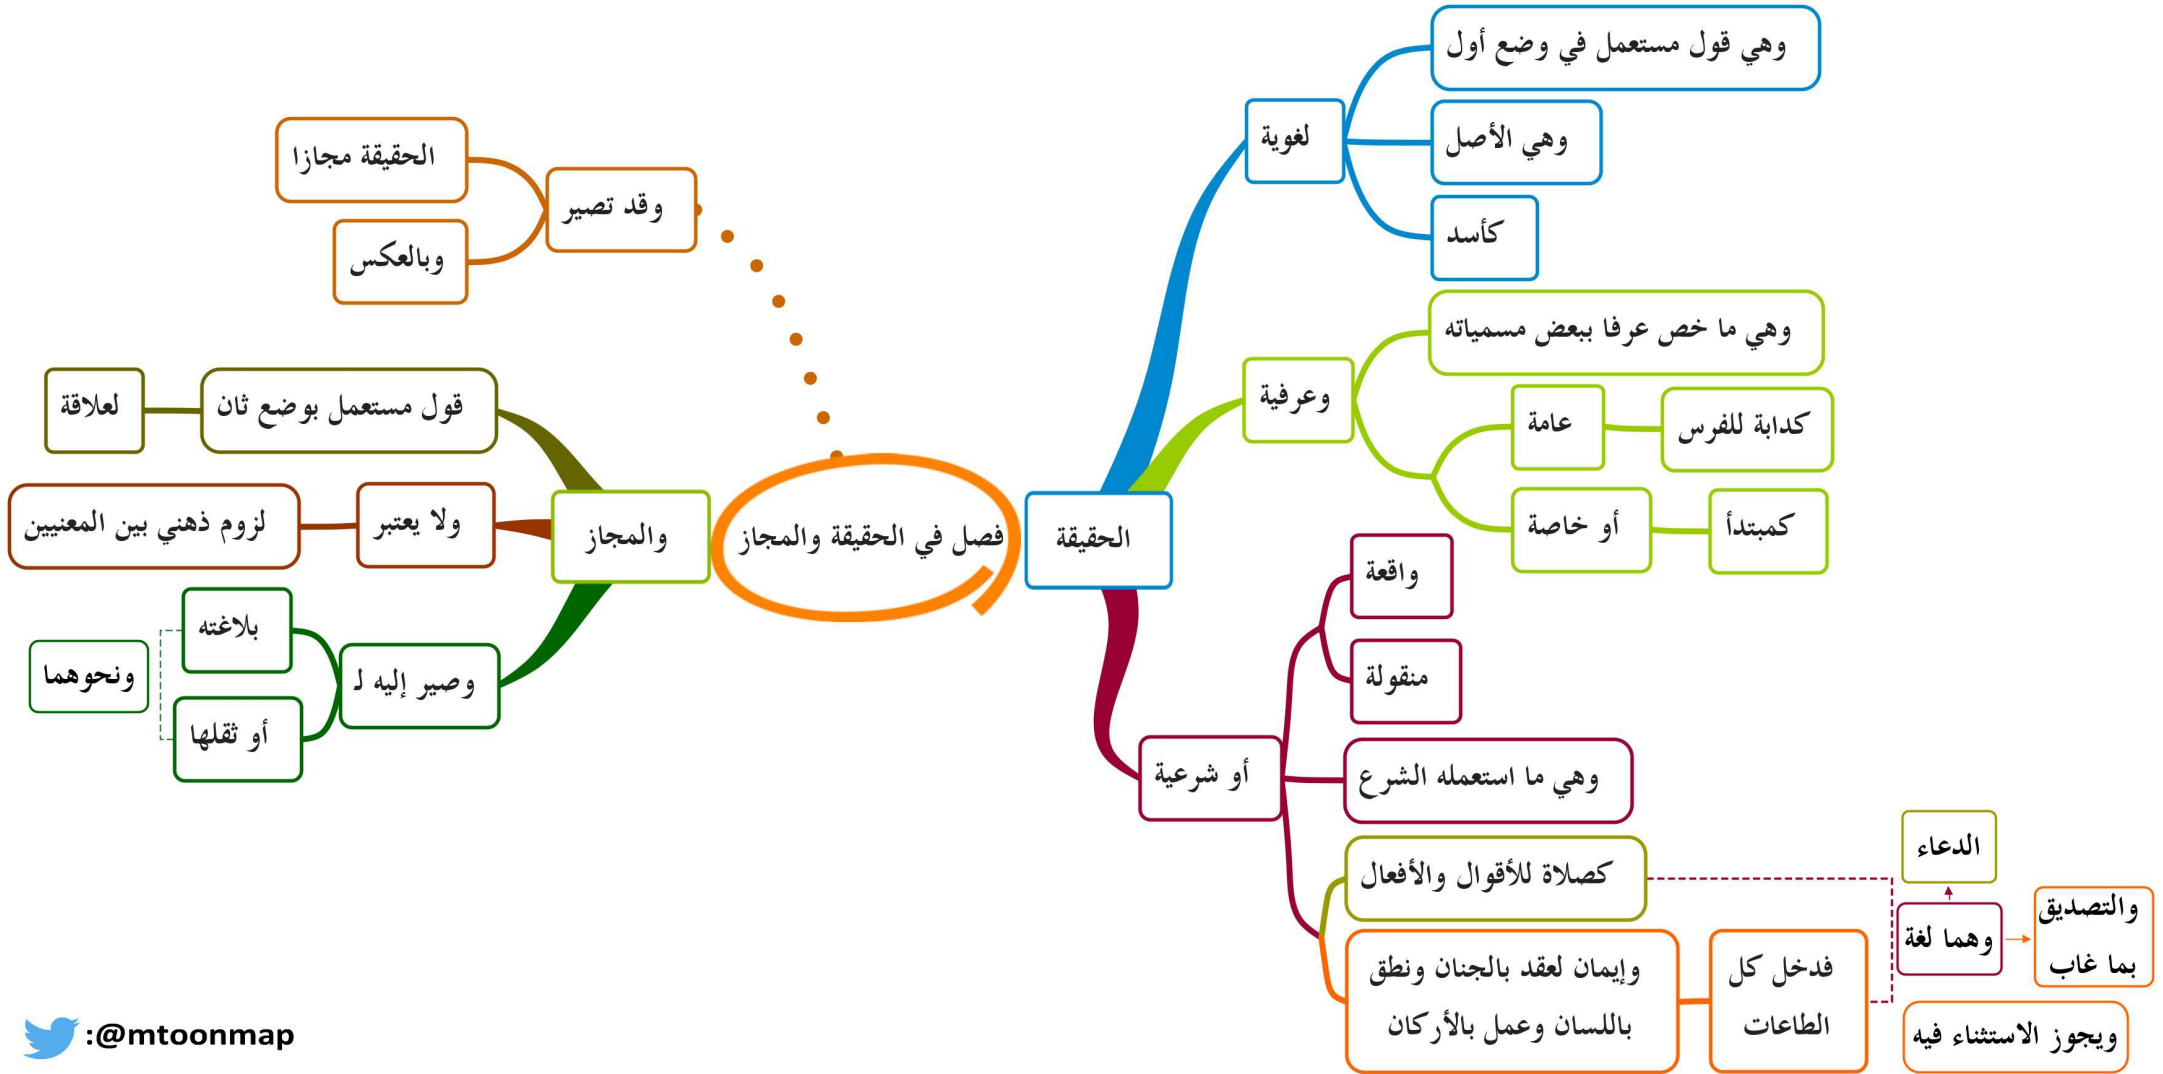 فصل في الحقيقة والمجاز
الحقيقة
لغوية
وهي قول مستعمل في وضع أول
وهي الأصل
كأسد
وعرفية
وهي ما خص عرفا ببعض مسمياته
عامة
كدابة للفرس
أو خاصة
كمبتدأ
أو شرعية
واقعة
منقولة
وهي ما استعمله الشرع
كصلاة للأقوال والأفعال
وإيمان لعقد بالجنان ونطق
باللسان وعمل بالأركان
فدخل كل
الطاعات
وهما لغة
الدعاء
والتصديق
بما غاب
ويجوز الاستثناء فيه
والمجاز
قول مستعمل بوضع ثان
لعلاقة
ولا يعتبر
لزوم ذهني بين المعنيين
وصير إليه لـ
بلاغته
أو ثقلها
ونحوهما
وقد تصير
الحقيقة مجازا
وبالعكس
:@mtoonmap